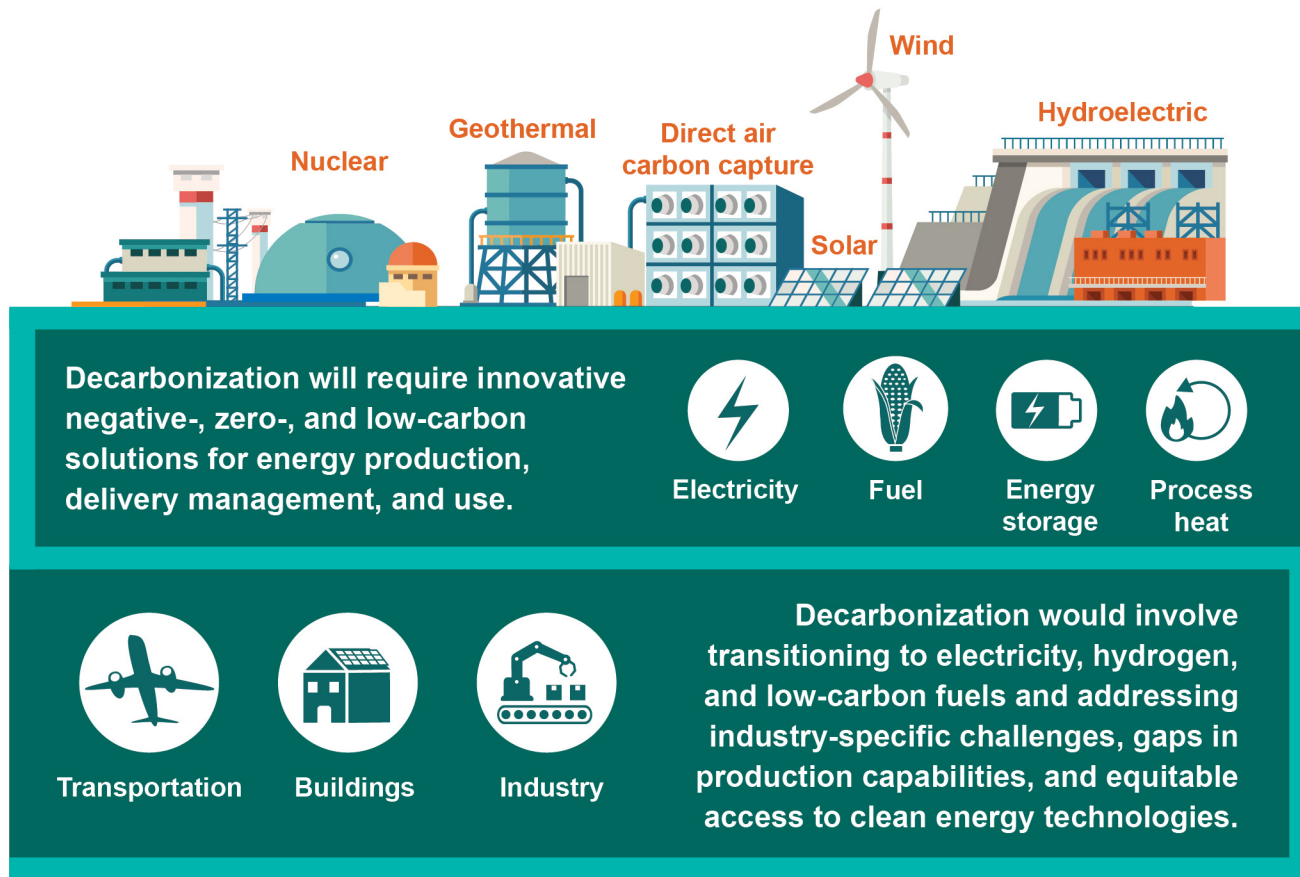 Wind
Hydroelectric
Geothermal
Direct air
carbon capture
Nuclear
Solar
Decarbonization will require innovative
negative-, zero-, and low-carbon
solutions for energy production,
delivery management, and use.
Electricity
Fuel
Energy
storage
Process
heat
Transportation
Buildings
Industry
Decarbonization would involve
transitioning to electricity, hydrogen,
and low-carbon fuels and addressing
industry-specific challenges, gaps in
production capabilities, and equitable
access to clean energy technologies.